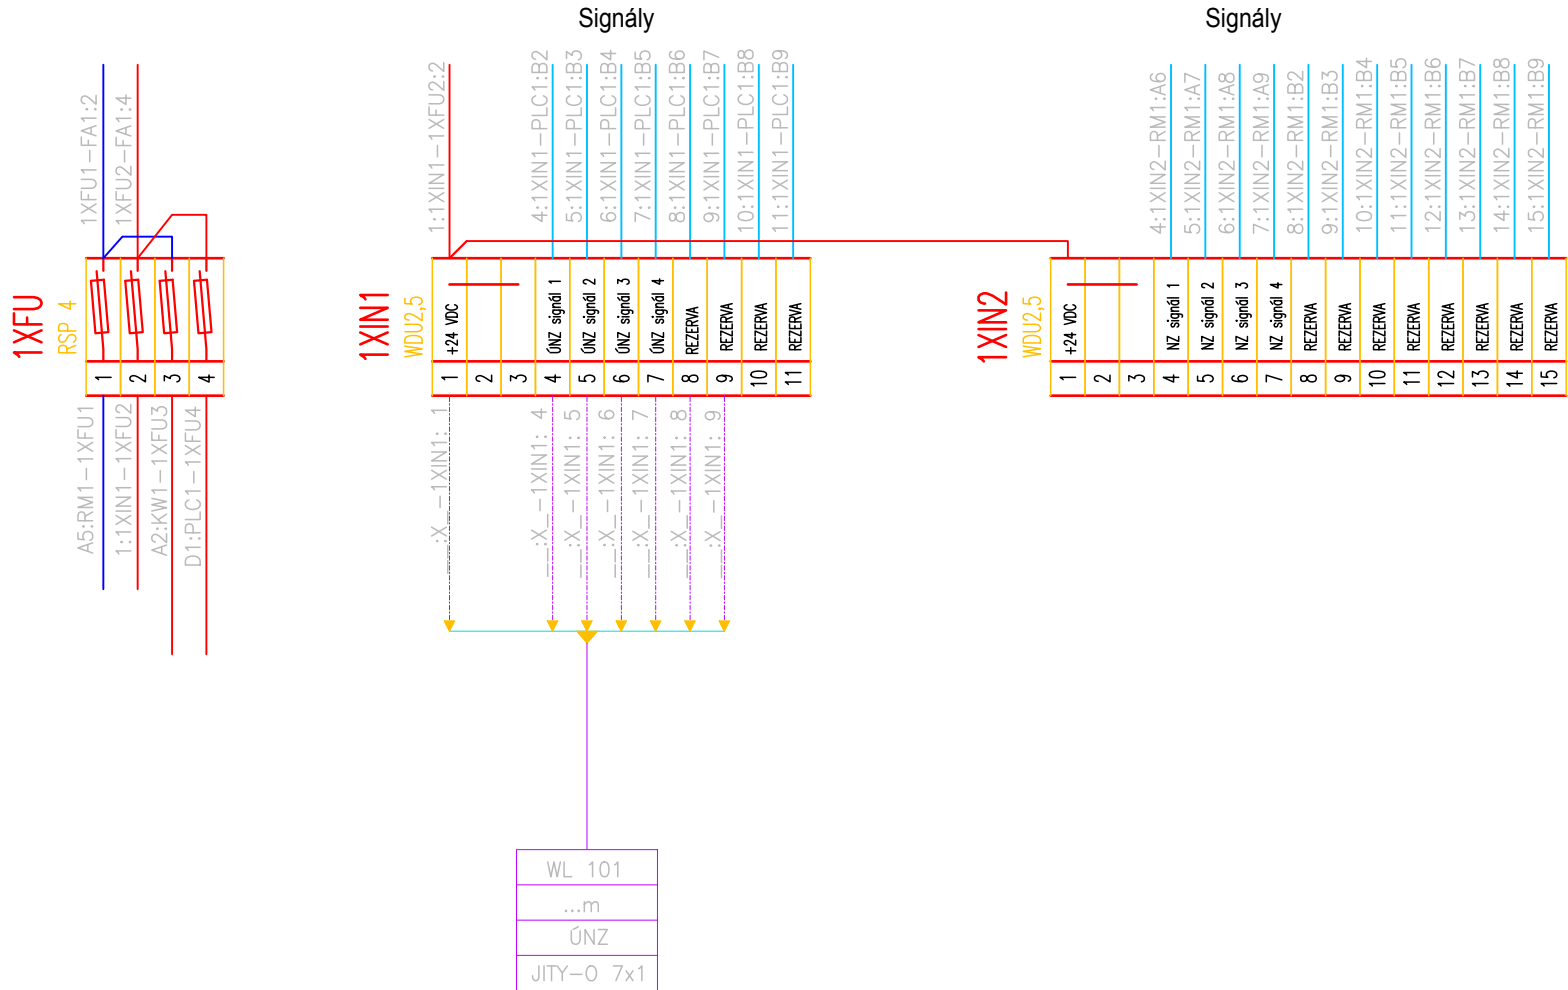 Signály
Signály
1XFU1-FA1:2
1XFU2-FA1:4
1:1XIN1-1XFU2:2
4:1XIN1-PLC1:B2
5:1XIN1-PLC1:B3
6:1XIN1-PLC1:B4
7:1XIN1-PLC1:B5
8:1XIN1-PLC1:B6
9:1XIN1-PLC1:B7
10:1XIN1-PLC1:B8
11:1XIN1-PLC1:B9
4:1XIN2-RM1:A6
5:1XIN2-RM1:A7
6:1XIN2-RM1:A8
7:1XIN2-RM1:A9
8:1XIN2-RM1:B2
9:1XIN2-RM1:B3
10:1XIN2-RM1:B4
11:1XIN2-RM1:B5
12:1XIN2-RM1:B6
13:1XIN2-RM1:B7
14:1XIN2-RM1:B8
15:1XIN2-RM1:B9
1XFU
RSP 4
1
2
3
4
A5:RM1-1XFU1
1:1XIN1-1XFU2
A2:KW1-1XFU3
D1:PLC1-1XFU4
1XIN1
WDU2,5
+24 VDC
ÚNZ signál 1
ÚNZ signál 2
ÚNZ signál 3
ÚNZ signál 4
REZERVA
REZERVA
REZERVA
REZERVA
1
2
3
4
5
6
7
8
9
10
11
__:X_-1XIN1: 1
__:X_-1XIN1: 4
__:X_-1XIN1: 5
__:X_-1XIN1: 6
__:X_-1XIN1: 7
__:X_-1XIN1: 8
__:X_-1XIN1: 9
1XIN2
WDU2,5
+24 VDC
NZ signál 1
NZ signál 2
NZ signál 3
NZ signál 4
REZERVA
REZERVA
REZERVA
REZERVA
REZERVA
REZERVA
REZERVA
REZERVA
1
2
3
4
5
6
7
8
9
10
11
12
13
14
15
WL 101
...m
ÚNZ
JITY-O 7x1